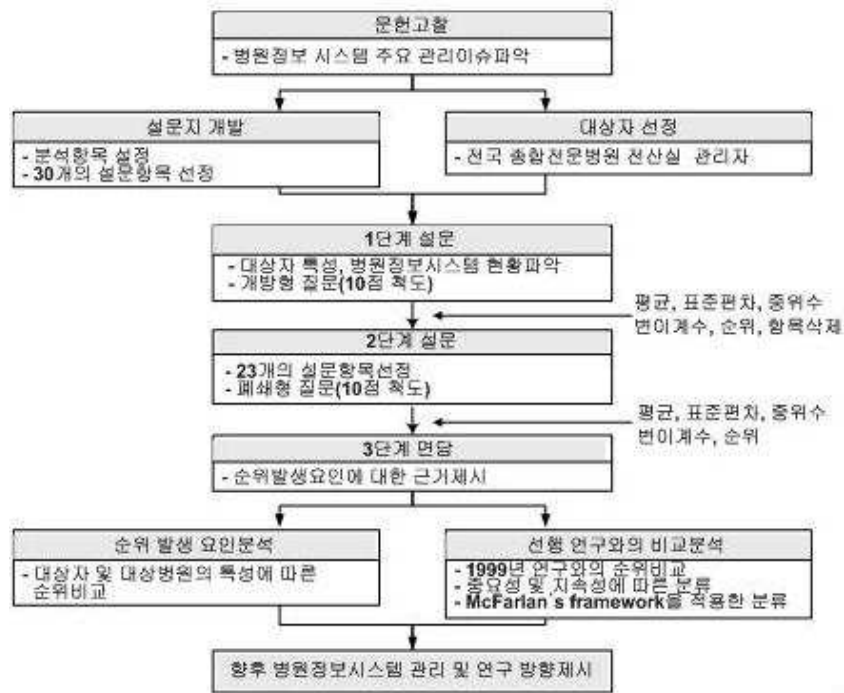 문헌고찰
- 병원정보 시스템 주요 관리이슈파악
설문지 개발
- 분석항목 설정
- 30개의 설문항목 선정
대상자 선정
- 전국 종합전문병원 전산실 관리자
1단계 설문
- 대상자 특성, 병원정보시스템 현황파악
- 개방형 질문(10점 척도)
평균, 표준편차, 중위수
변이계수, 순위, 항목삭제
2단계 설문
- 23개의 설문항목선정
- 폐쇄형 질문(10점 척도)
평균, 표준편차, 중위수
변이계수, 순위
3단계 면담
- 순위발생요인에 대한 근거제시
순위 발생 요인분석
- 대상자 및 대상병원의 특성에 따른
순위비교
선행 연구와의 비교분석
- 1999년 연구와의 순위비교
- 중요성 및 지속성에 따른 분류
- McFarlan`s framework을 적용한 분류
향후 병원정보시스템 관리 및 연구 방향제시